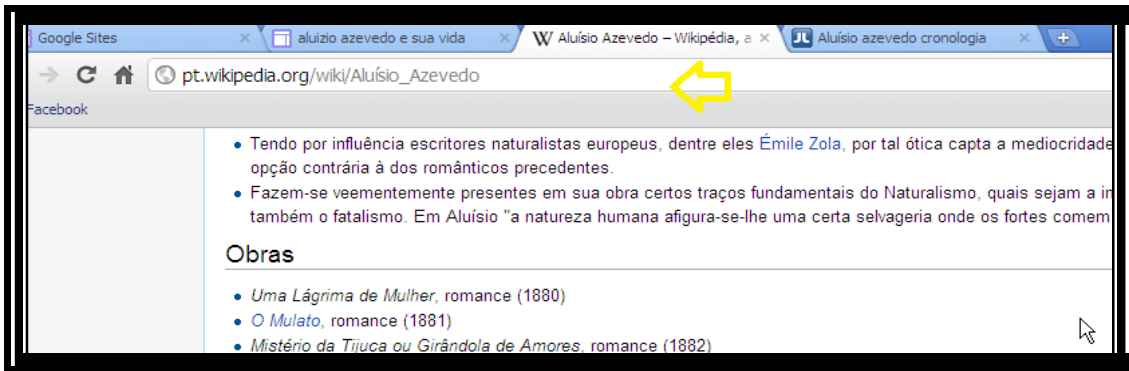 Google Sites
aluizio azevedo e sua vida
Aluísio Azevedo – Wikipédia, a
Aluísio azevedo cronologia
pt.wikipedia.org/wiki/Aluísio_Azevedo
Facebook
Tendo por influência escritores naturalistas europeus, dentre eles Émile Zola, por tal ótica capta a mediocridade
opção contrária à dos românticos precedentes.
Fazem-se veementemente presentes em sua obra certos traços fundamentais do Naturalismo, quais sejam a in
também o fatalismo. Em Aluísio "a natureza humana afigura-se-lhe uma certa selvageria onde os fortes comem
Obras
Uma Lágrima de Mulher, romance (1880)
O Mulato, romance (1881)
Mistério da Tijuca ou Girândola de Amores, romance (1882)